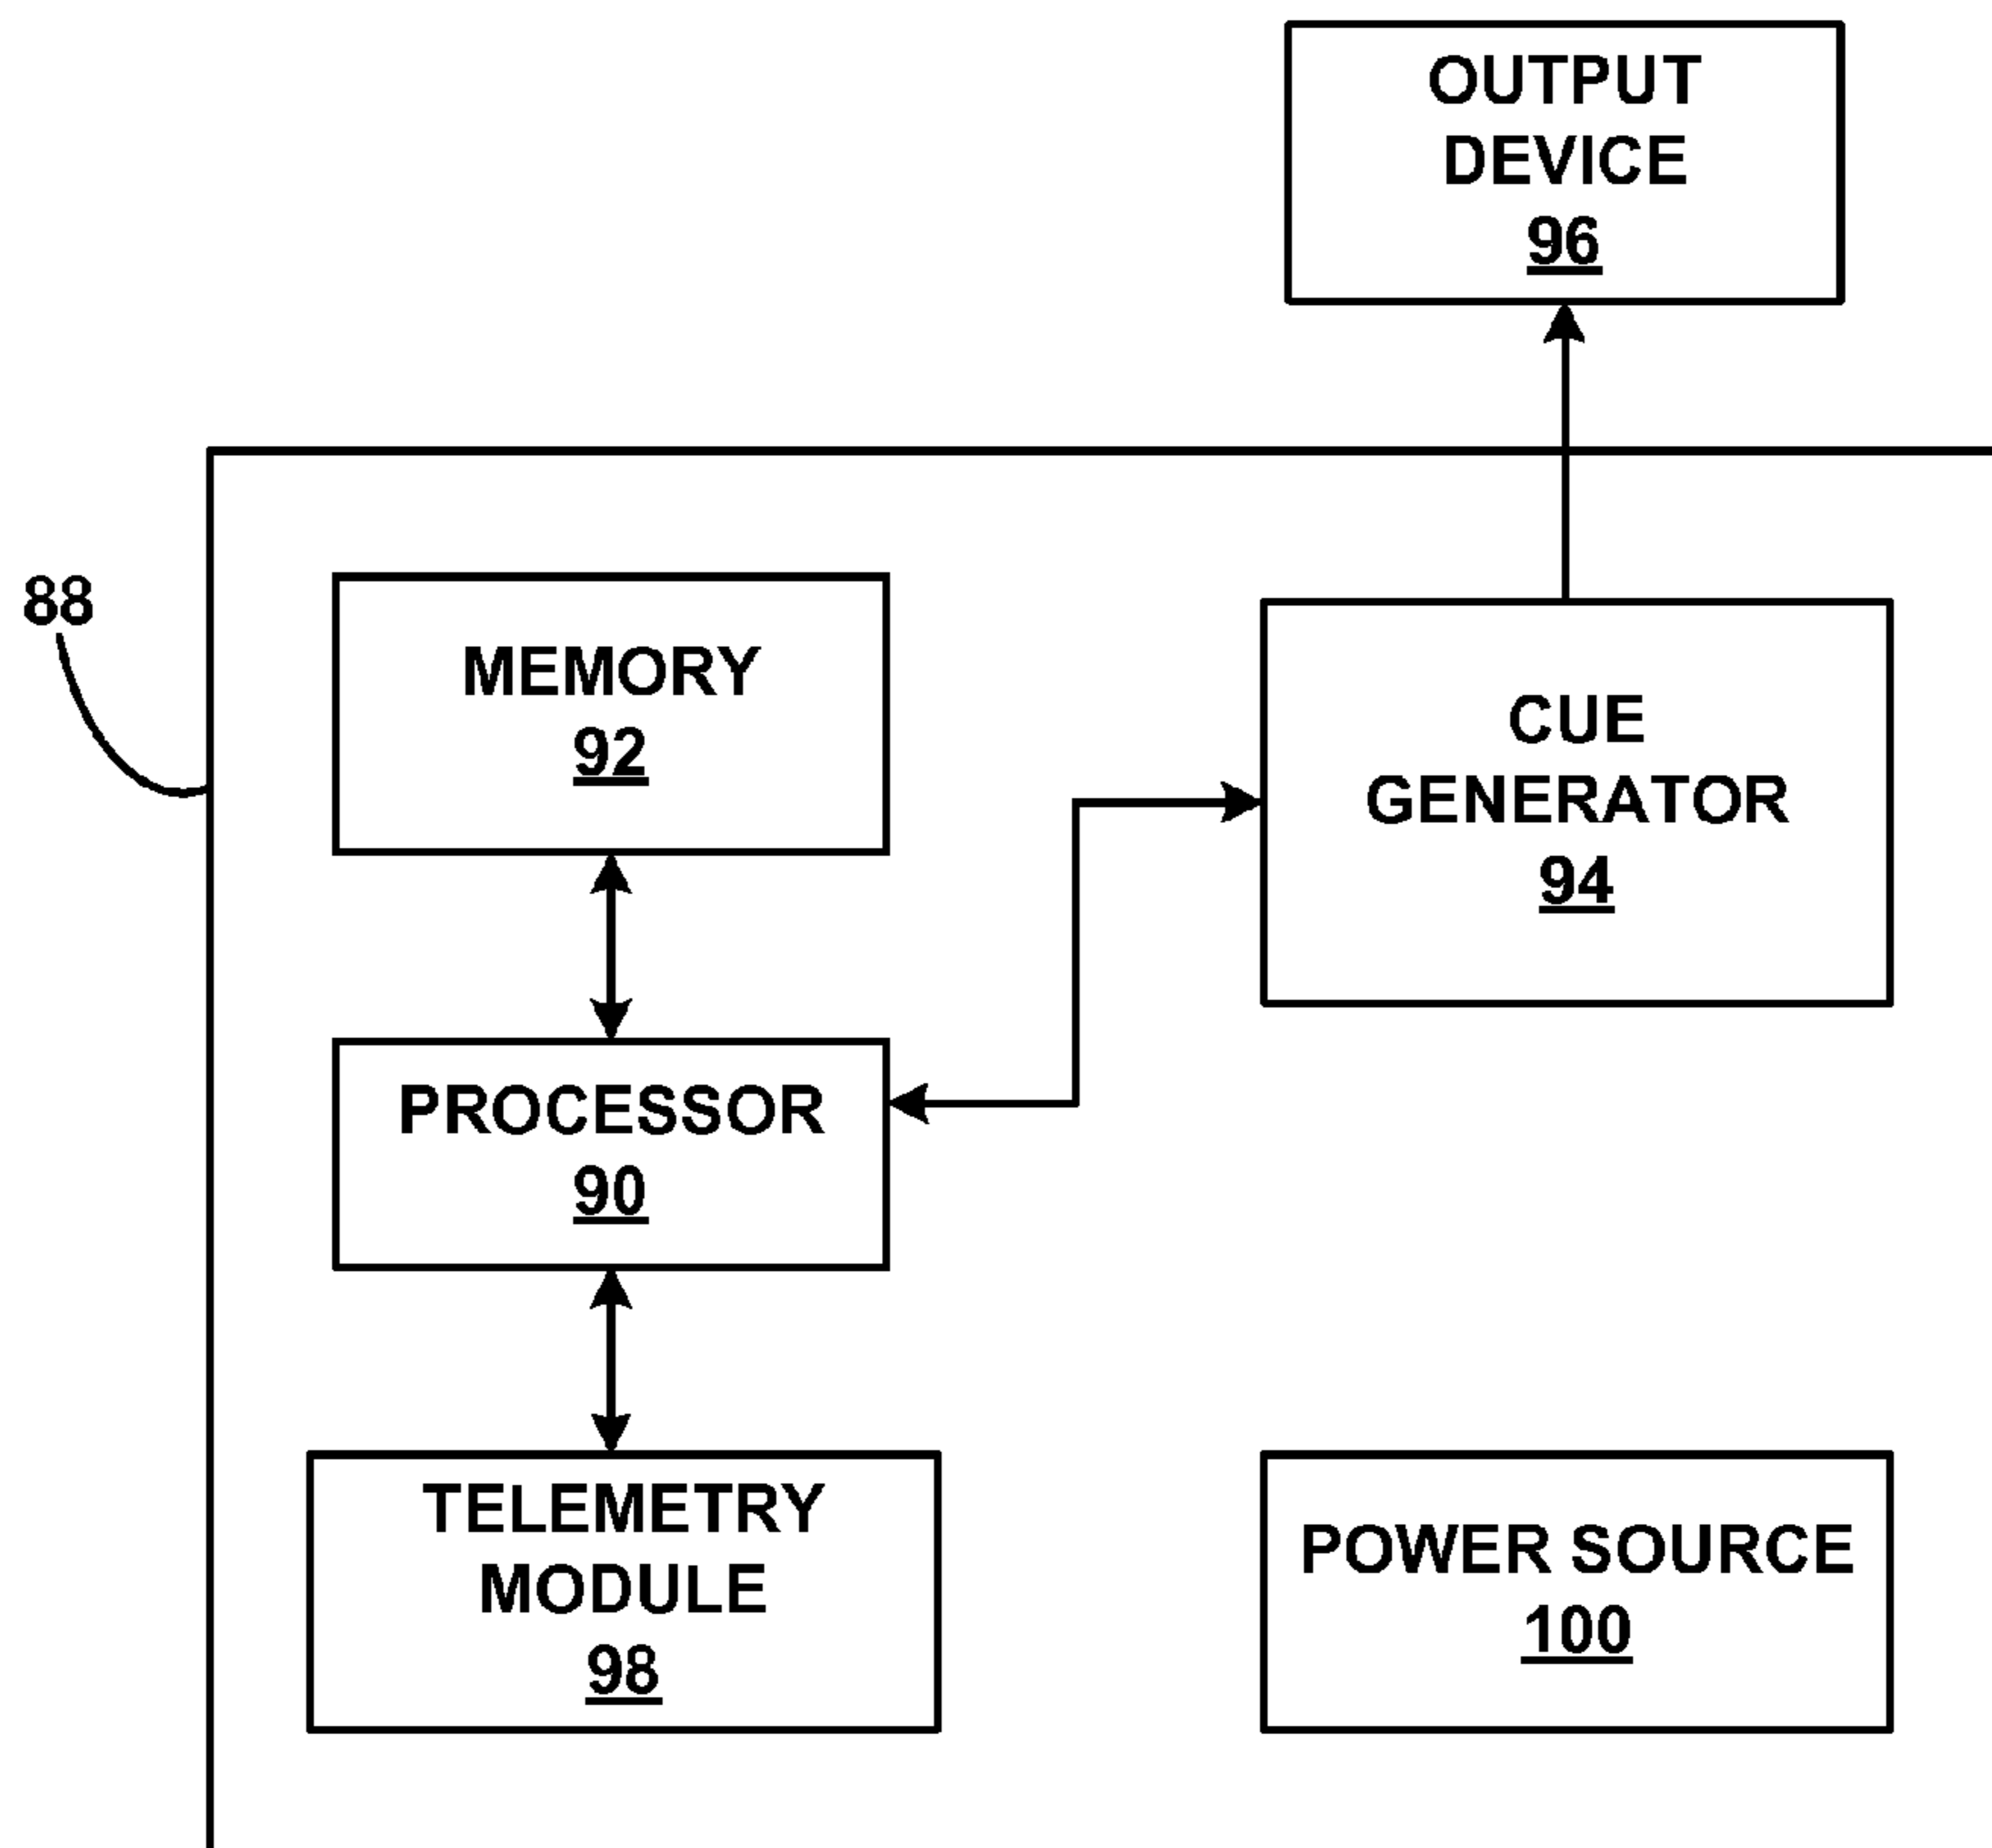 OUTPUT
DEVICE
96
88
MEMORY
92
CUE
GENERATOR
94
PROCESSOR
90
TELEMETRY
MODULE
98
POWER SOURCE
100